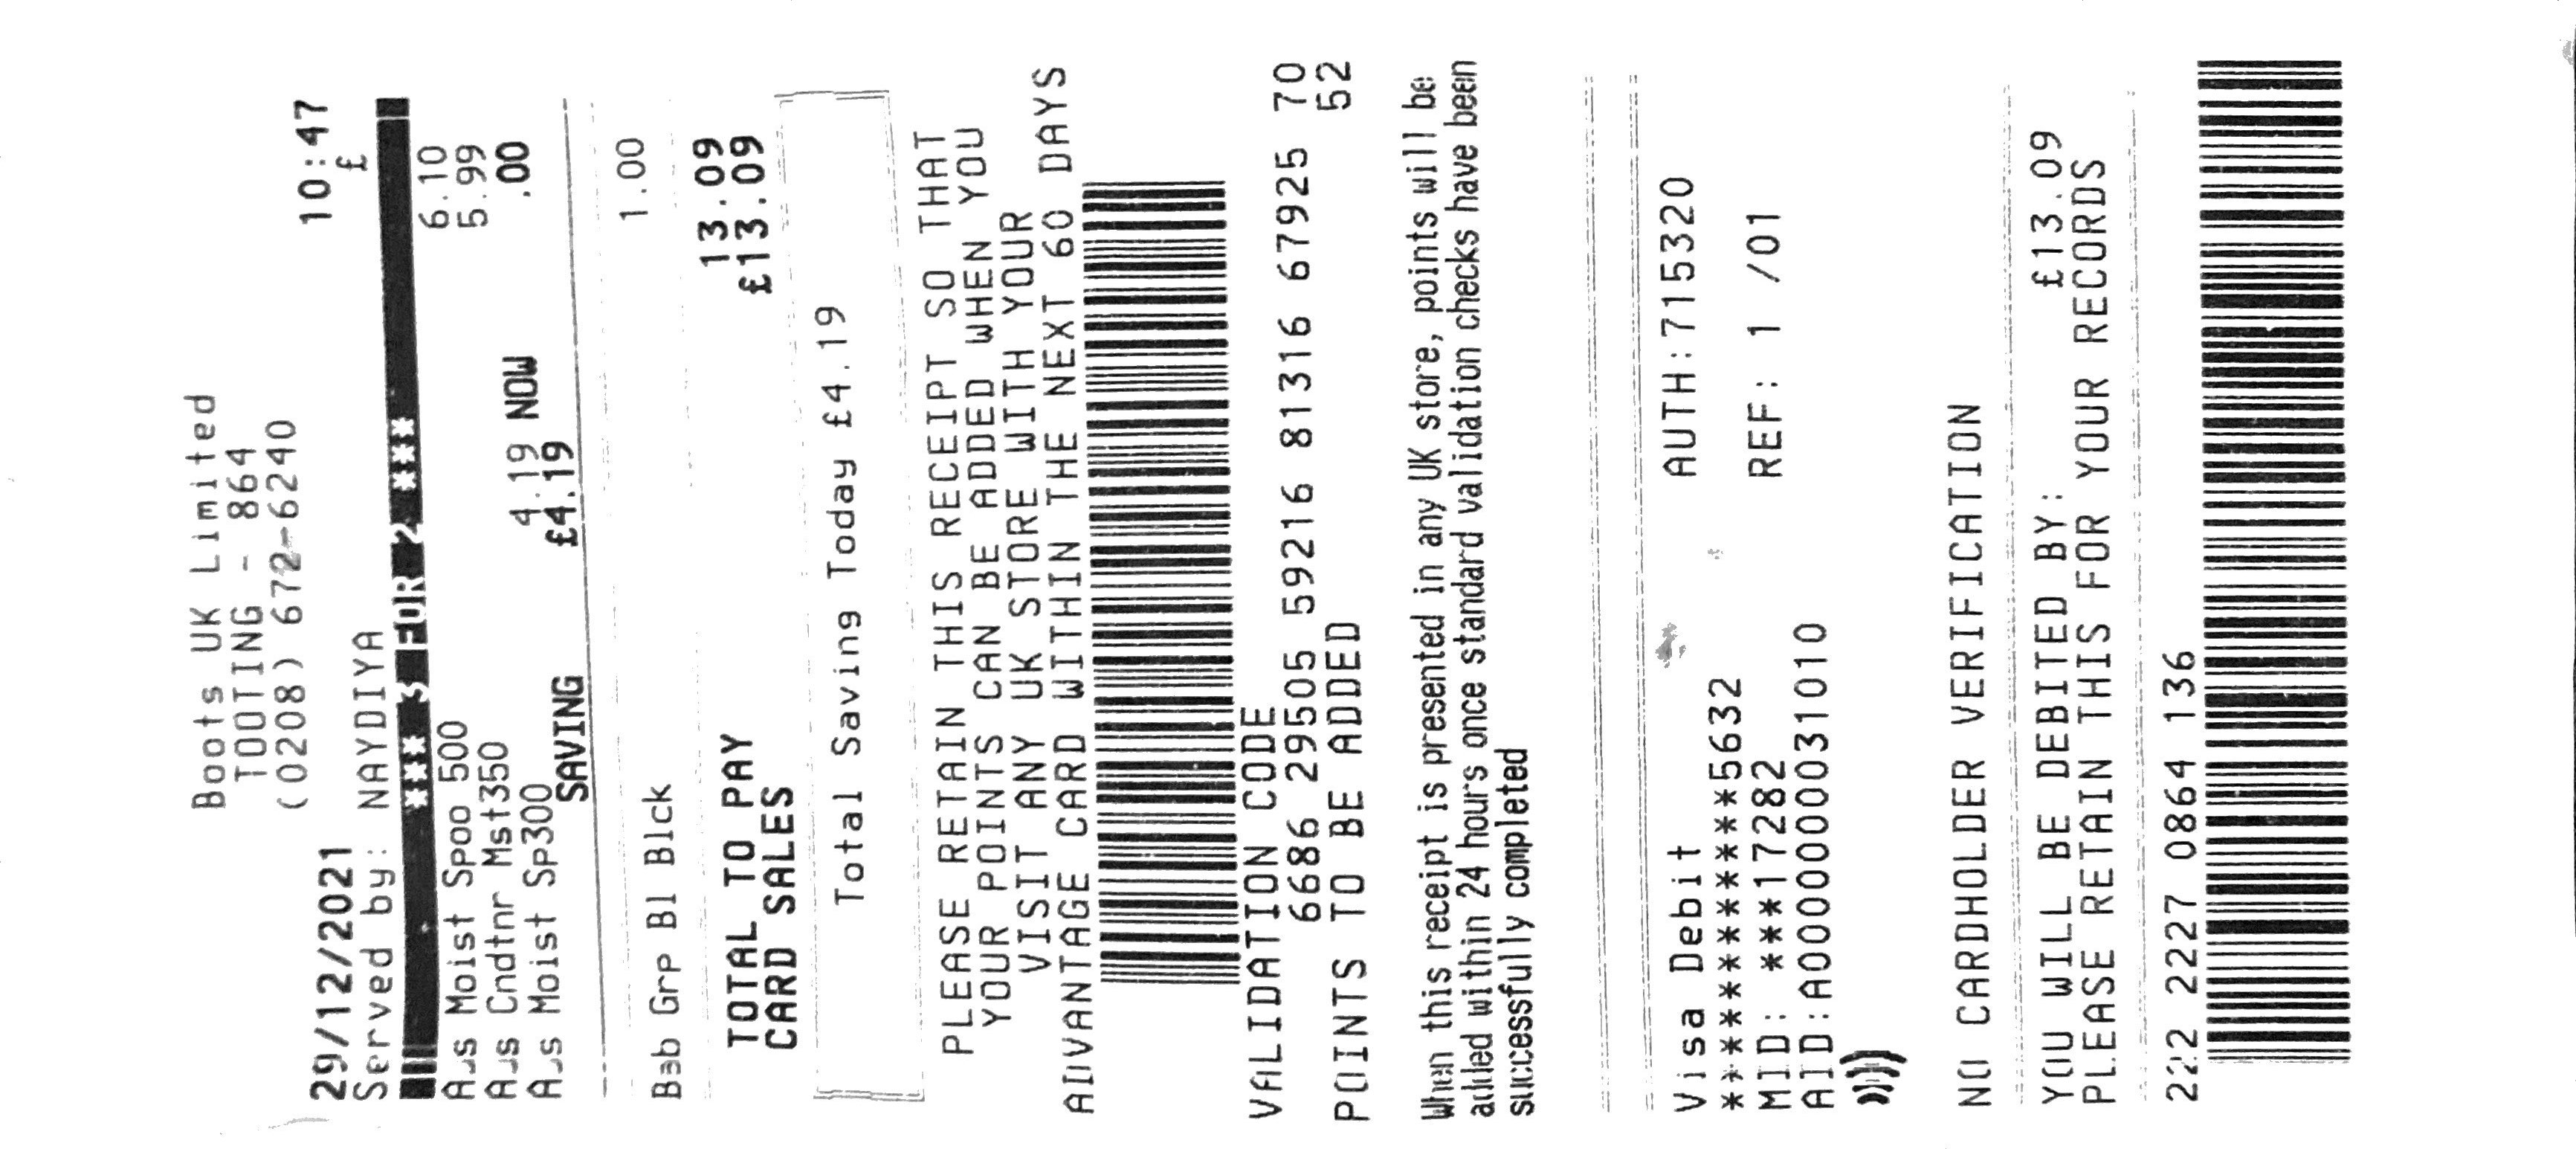 Boots UK Limited
TOOTING - 864
(0208) 672-6240
29/12/2021 10:47
Served by: NAYDIYA £
*** 3 FOR 2 ***
Aus Moist Spoo 500 6.10
Aus Cndtnr Mst350 5.99
Aus Moist Sp300 4.19 NOW .00
SAVING £4.19
Bab Grp Bl Blck 1.00
TOTAL TO PAY 13.09
CARD SALES £13.09
Total Saving Today £4.19
PLEASE RETAIN THIS RECEIPT SO THAT
YOUR POINTS CAN BE ADDED WHEN YOU
VISIT ANY UK STORE WITH YOUR
ADVANTAGE CARD WITHIN THE NEXT 60 DAYS
VALIDATION CODE
6686 29505 59216 81316 67925 70
POINTS TO BE ADDED 52
When this receipt is presented in any UK store, points will be
added within 24 hours once standard validation checks have been
successfully completed
Visa Debit AUTH:715320
************5632
MID: ***17282 REF: 1 /01
AID:A0000000031010
NO CARDHOLDER VERIFICATION
YOU WILL BE DEBITED BY: £13.09
PLEASE RETAIN THIS FOR YOUR RECORDS
222 2227 0864 136